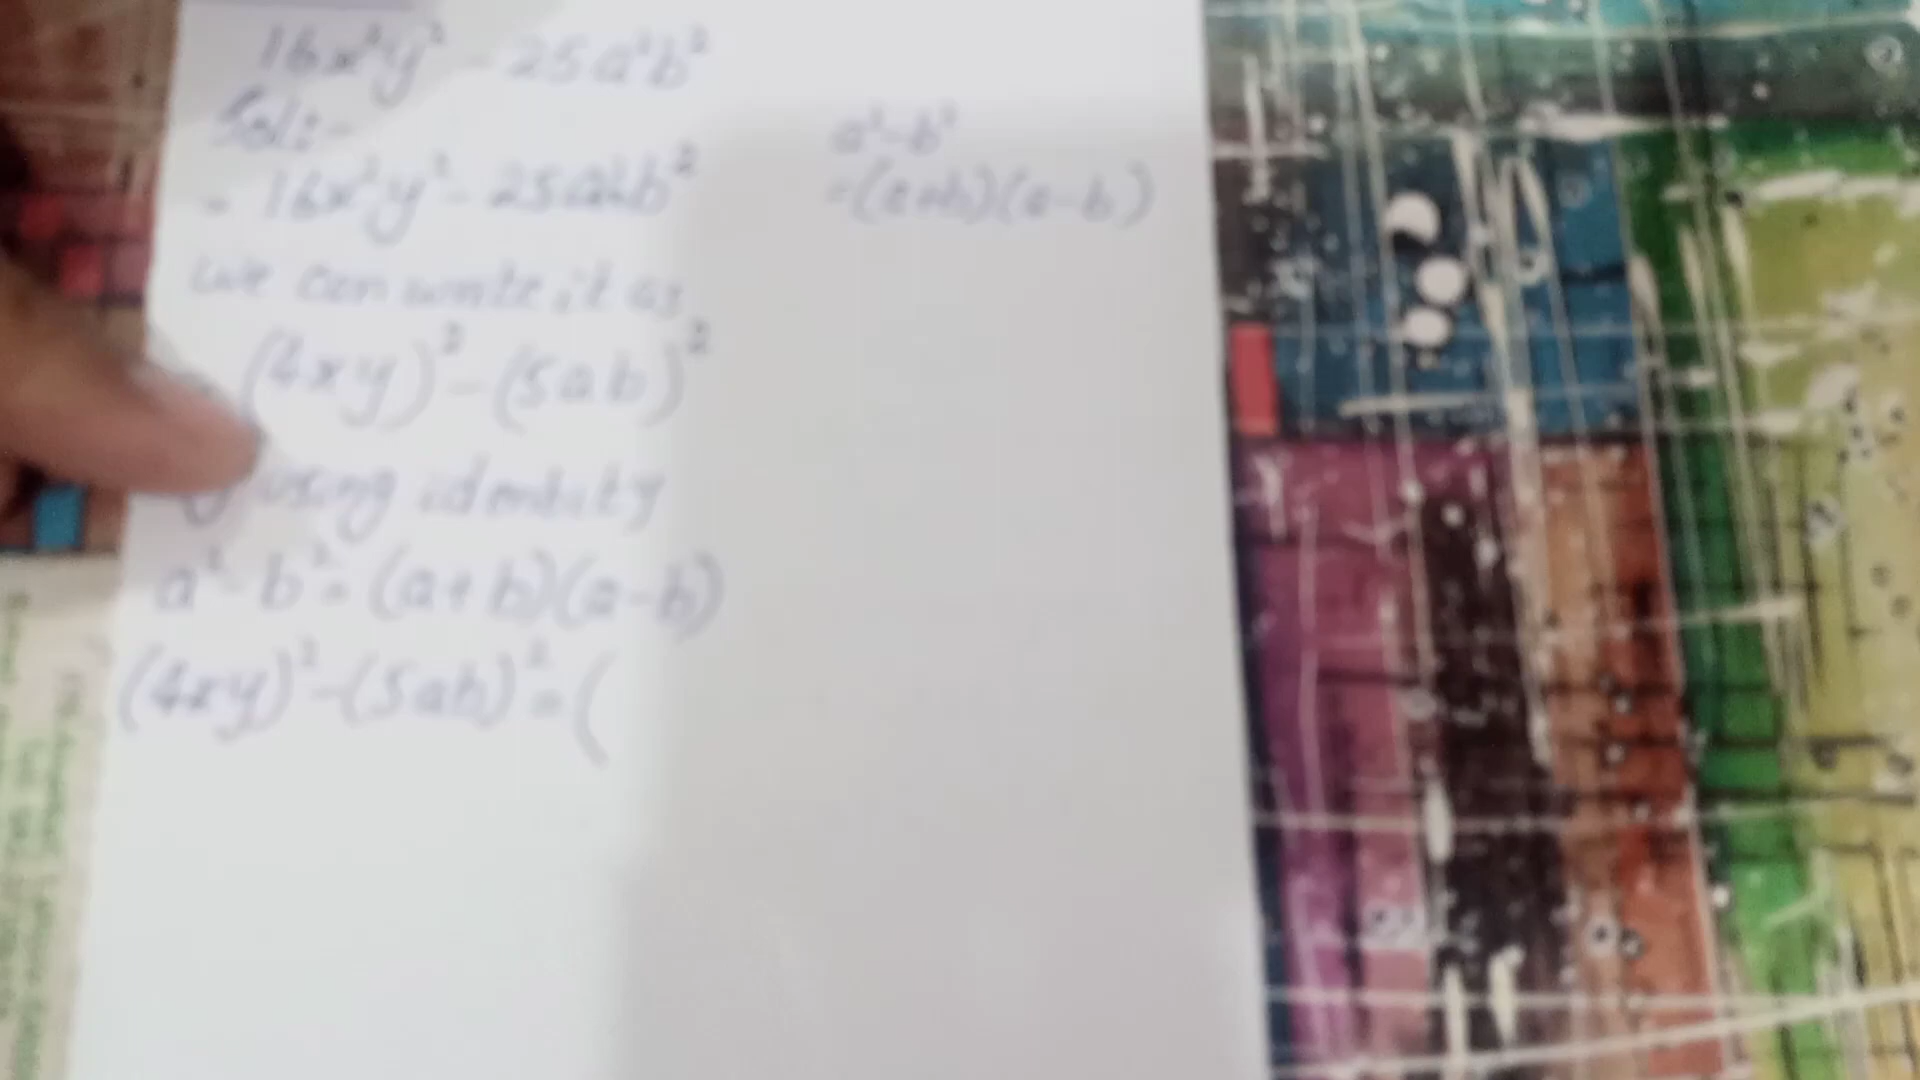 16x²y² - 25a²b²
Sol:-
= 16x²y² - 25a²b²
we can write it as
(4xy)² - (5ab)²
using identity
a² - b² = (a+b)(a-b)
(4xy)² - (5ab)² = (
a² - b²
= (a+b)(a-b)